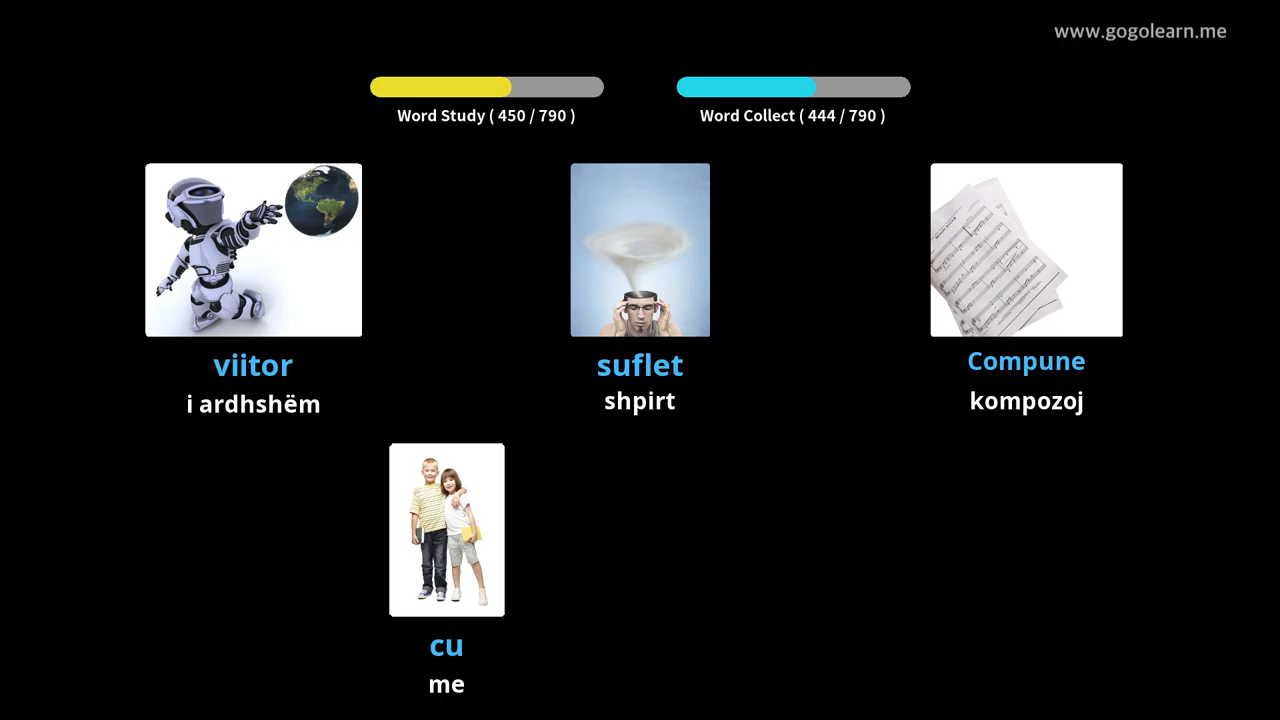 www.gogolearn.me
Word Study ( 450 / 790 )
Word Collect ( 444 / 790 )
viitor
i ardhshëm
suflet
shpirt
Compune
kompozoj
cu
me